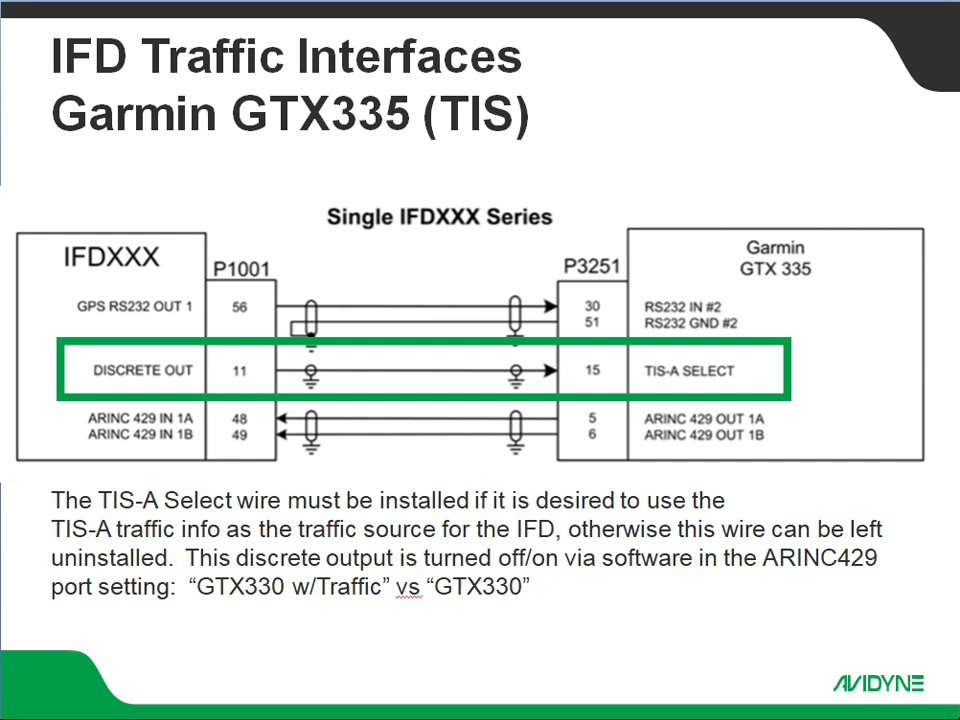 IFD Traffic Interfaces
Garmin GTX335 (TIS)
Single IFDXXX Series
IFDXXX
P1001
P3251
Garmin
GTX 335
GPS RS232 OUT 1 56 30 RS232 IN #2
51 RS232 GND #2
DISCRETE OUT 11 15 TIS-A SELECT
ARINC 429 IN 1A 48 5 ARINC 429 OUT 1A
ARINC 429 IN 1B 49 6 ARINC 429 OUT 1B
The TIS-A Select wire must be installed if it is desired to use the
TIS-A traffic info as the traffic source for the IFD, otherwise this wire can be left
uninstalled.  This discrete output is turned off/on via software in the ARINC429
port setting:  “GTX330 w/Traffic” vs “GTX330”
AVIDYNE